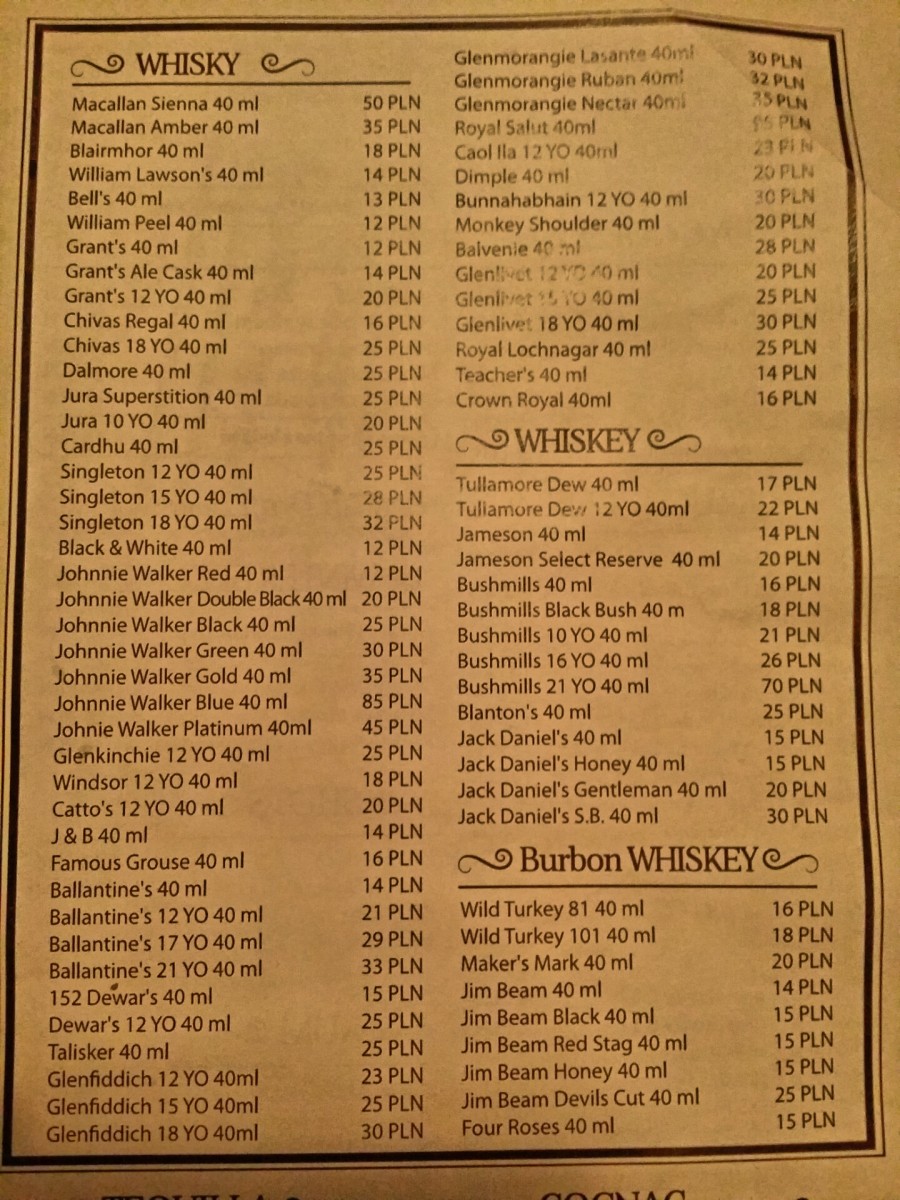 WHISKY
Macallan Sienna 40 ml 50 PLN
Macallan Amber 40 ml 35 PLN
Blairmhor 40 ml 18 PLN
William Lawson's 40 ml 14 PLN
Bell's 40 ml 13 PLN
William Peel 40 ml 12 PLN
Grant's 40 ml 12 PLN
Grant's Ale Cask 40 ml 14 PLN
Grant's 12 YO 40 ml 20 PLN
Chivas Regal 40 ml 16 PLN
Chivas 18 YO 40 ml 25 PLN
Dalmore 40 ml 25 PLN
Jura Superstition 40 ml 25 PLN
Jura 10 YO 40 ml 20 PLN
Cardhu 40 ml 25 PLN
Singleton 12 YO 40 ml 25 PLN
Singleton 15 YO 40 ml 28 PLN
Singleton 18 YO 40 ml 32 PLN
Black & White 40 ml 12 PLN
Johnnie Walker Red 40 ml 12 PLN
Johnnie Walker Double Black 40 ml 20 PLN
Johnnie Walker Black 40 ml 25 PLN
Johnnie Walker Green 40 ml 30 PLN
Johnnie Walker Gold 40 ml 35 PLN
Johnnie Walker Blue 40 ml 85 PLN
Johnie Walker Platinum 40ml 45 PLN
Glenkinchie 12 YO 40 ml 25 PLN
Windsor 12 YO 40 ml 18 PLN
Catto's 12 YO 40 ml 20 PLN
J & B 40 ml 14 PLN
Famous Grouse 40 ml 16 PLN
Ballantine's 40 ml 14 PLN
Ballantine's 12 YO 40 ml 21 PLN
Ballantine's 17 YO 40 ml 29 PLN
Ballantine's 21 YO 40 ml 33 PLN
152 Dewar's 40 ml 15 PLN
Dewar's 12 YO 40 ml 25 PLN
Talisker 40 ml 25 PLN
Glenfiddich 12 YO 40ml 23 PLN
Glenfiddich 15 YO 40ml 25 PLN
Glenfiddich 18 YO 40ml 30 PLN
Glenmorangie Lasante 40ml 30 PLN
Glenmorangie Ruban 40ml 32 PLN
Glenmorangie Nectar 40ml 35 PLN
Royal Salut 40ml PLN
Caol Ila 12 YO 40ml 23 PLN
Dimple 40 ml 20 PLN
Bunnahabhain 12 YO 40 ml 30 PLN
Monkey Shoulder 40 ml 20 PLN
Balvenie 40 ml 28 PLN
Glenlivet 12 YO 40 ml 20 PLN
Glenlivet 15 YO 40 ml 25 PLN
Glenlivet 18 YO 40 ml 30 PLN
Royal Lochnagar 40 ml 25 PLN
Teacher's 40 ml 14 PLN
Crown Royal 40ml 16 PLN
WHISKEY
Tullamore Dew 40 ml 17 PLN
Tullamore Dew 12 YO 40ml 22 PLN
Jameson 40 ml 14 PLN
Jameson Select Reserve 40 ml 20 PLN
Bushmills 40 ml 16 PLN
Bushmills Black Bush 40 m 18 PLN
Bushmills 10 YO 40 ml 21 PLN
Bushmills 16 YO 40 ml 26 PLN
Bushmills 21 YO 40 ml 70 PLN
Blanton's 40 ml 25 PLN
Jack Daniel's 40 ml 15 PLN
Jack Daniel's Honey 40 ml 15 PLN
Jack Daniel's Gentleman 40 ml 20 PLN
Jack Daniel's S.B. 40 ml 30 PLN
Burbon WHISKEY
Wild Turkey 81 40 ml 16 PLN
Wild Turkey 101 40 ml 18 PLN
Maker's Mark 40 ml 20 PLN
Jim Beam 40 ml 14 PLN
Jim Beam Black 40 ml 15 PLN
Jim Beam Red Stag 40 ml 15 PLN
Jim Beam Honey 40 ml 15 PLN
Jim Beam Devils Cut 40 ml 25 PLN
Four Roses 40 ml 15 PLN
COGNAC